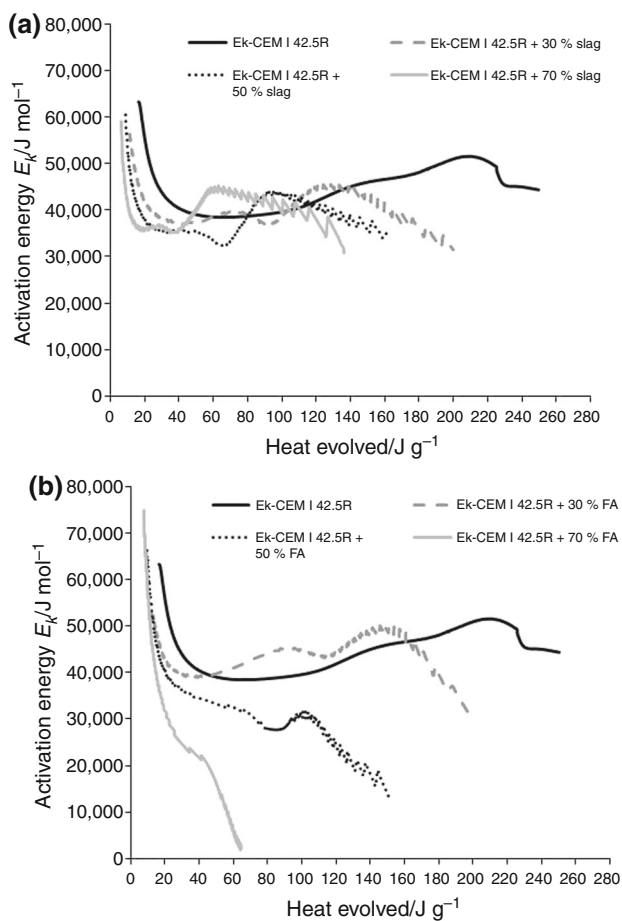 (a)
80,000
70,000
60,000
50,000
40,000
30,000
20,000
10,000
0
Activation energy Ek/J mol−1
Ek-CEM I 42.5R
Ek-CEM I 42.5R +
50 % slag
Ek-CEM I 42.5R + 30 % slag
Ek-CEM I 42.5R + 70 % slag
0 20 40 60 80 100 120 140 160 180 200 220 240 260 280
Heat evolved/J g−1
(b)
80,000
70,000
60,000
50,000
40,000
30,000
20,000
10,000
0
Activation energy Ek/J mol−1
Ek-CEM I 42.5R
Ek-CEM I 42.5R +
50 % FA
Ek-CEM I 42.5R + 30 % FA
Ek-CEM I 42.5R + 70 % FA
0 20 40 60 80 100 120 140 160 180 200 220 240 260 280
Heat evolved/J g−1